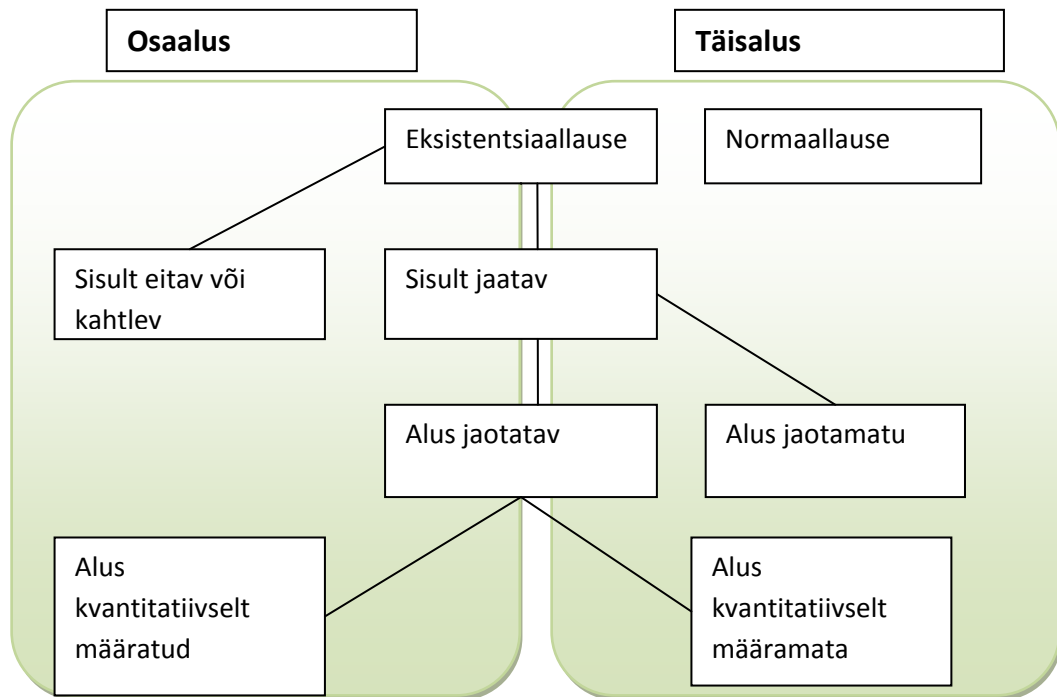 Osaalus
Täisalus
Eksistentsiaallause
Normaallause
Sisult eitav või
kahtlev
Sisult jaatav
Alus jaotatav
Alus jaotamatu
Alus
kvantitatiivselt
määratud
Alus
kvantitatiivselt
määramata